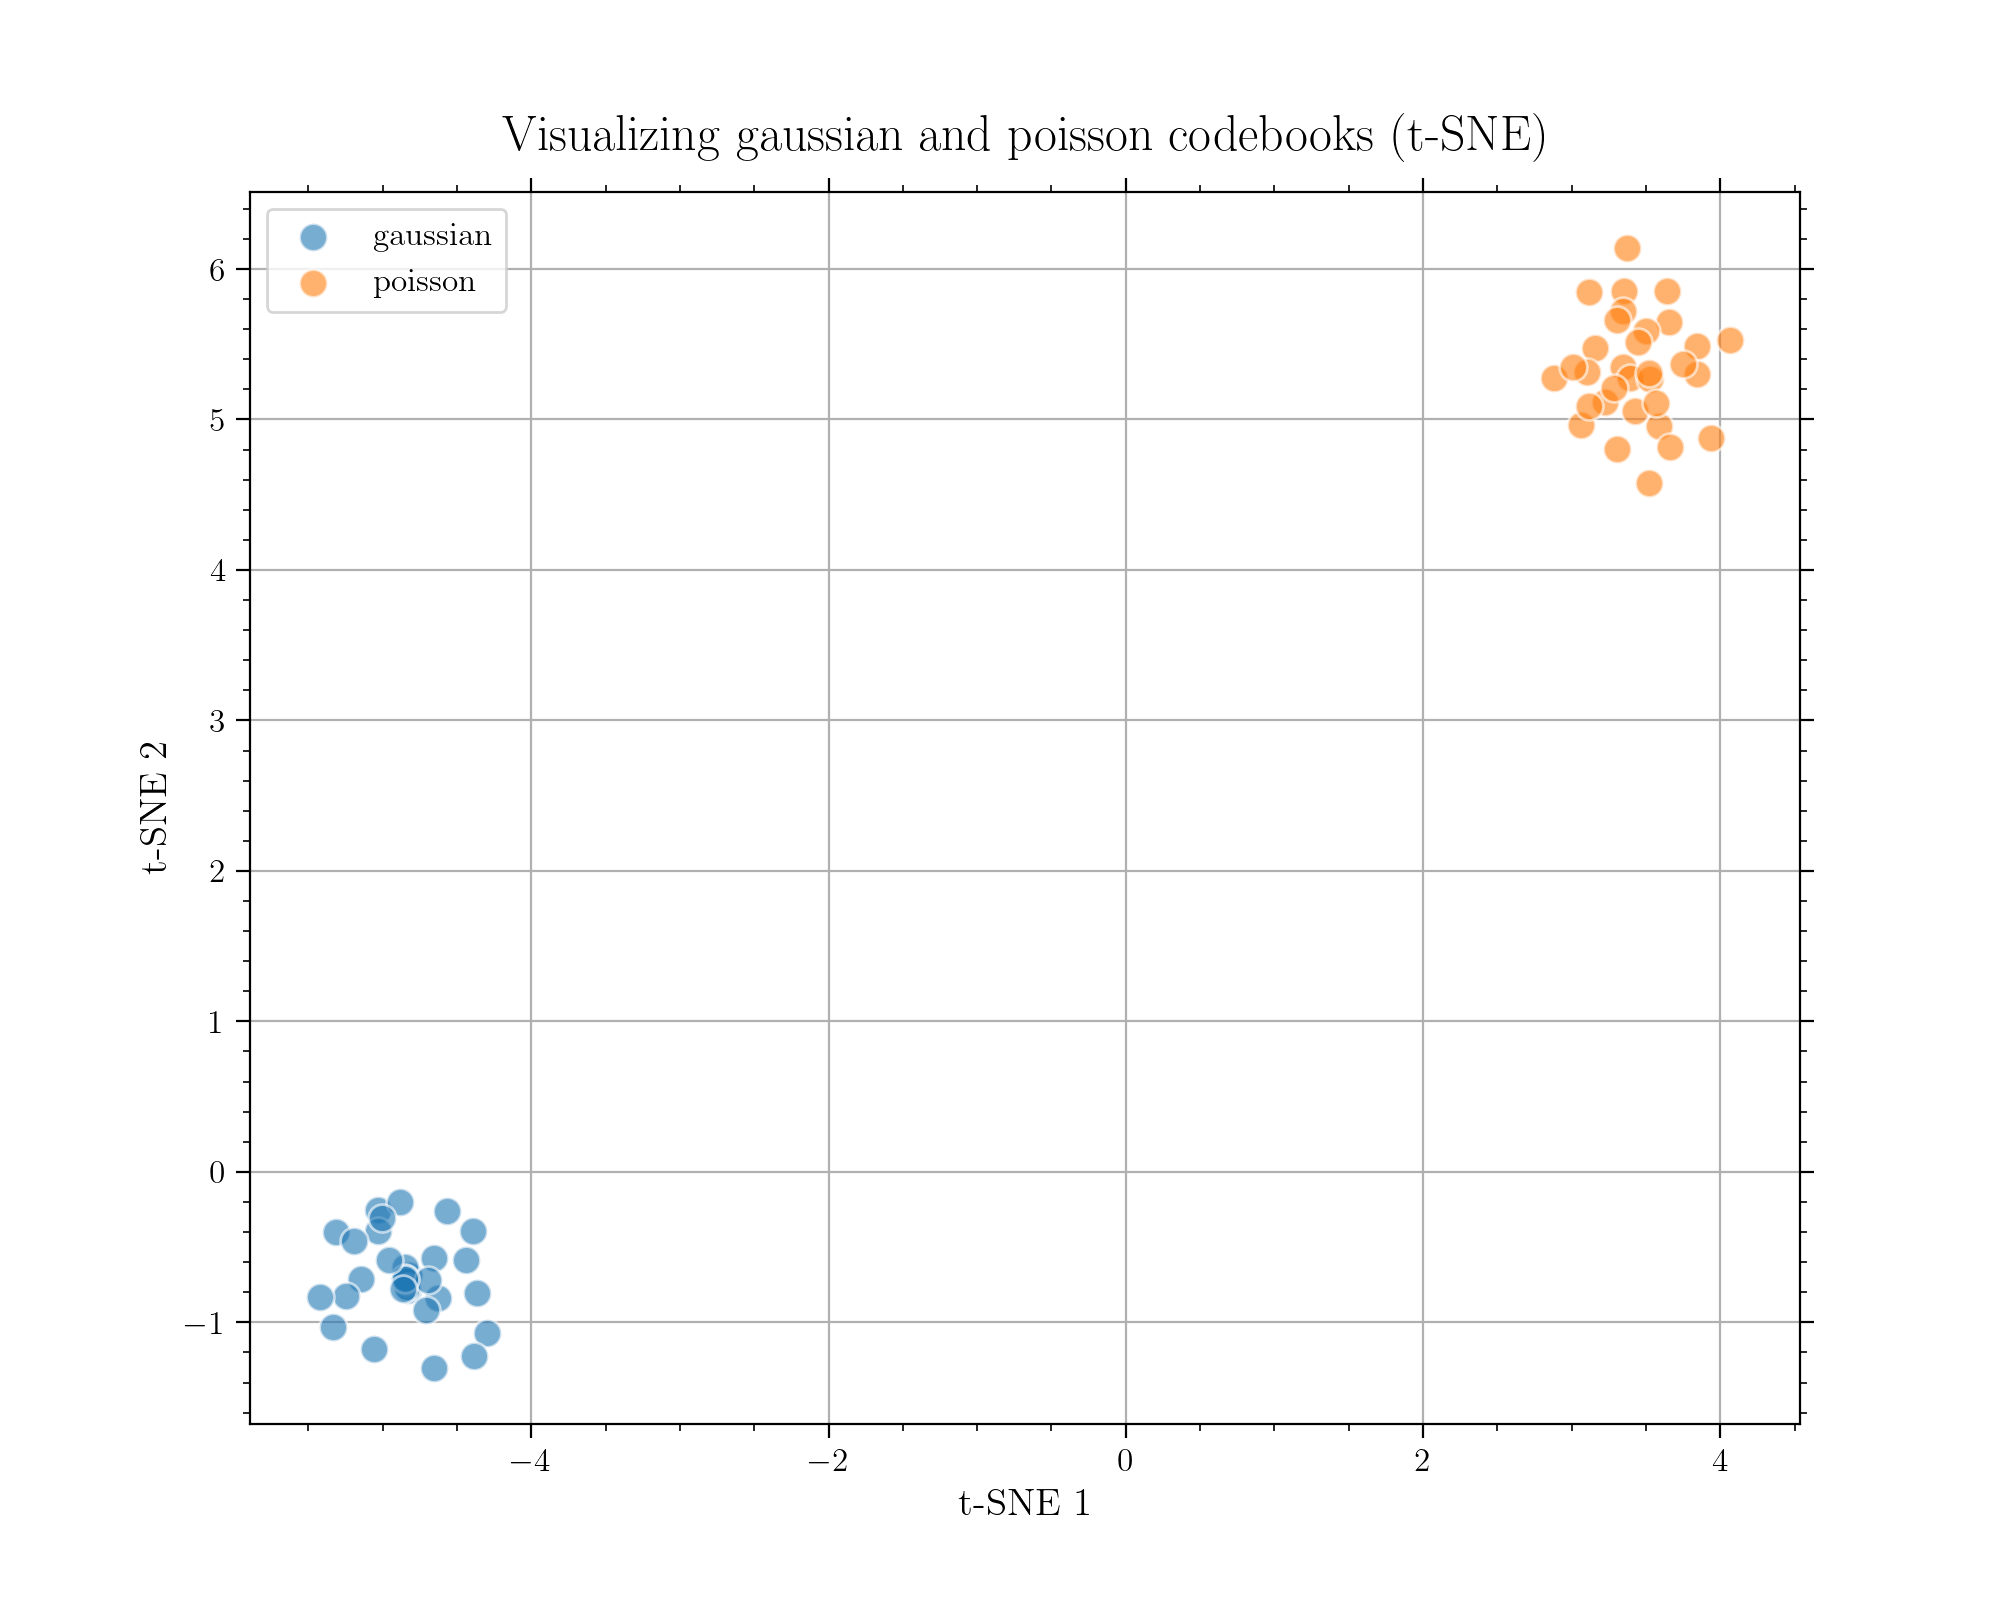 Visualizing gaussian and poisson codebooks (t-SNE)
gaussian
poisson
6
5
4
3
2
1
0
−1
t-SNE 2
−4
−2
0
2
4
t-SNE 1